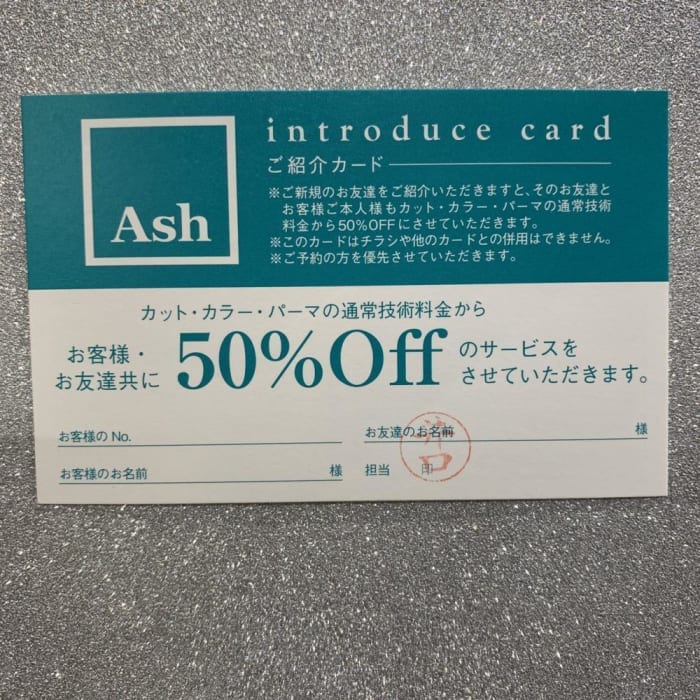 Ash
introduce card
ご紹介カード
※ご新規のお友達をご紹介いただきますと、そのお友達と
お客様ご本人様もカット・カラー・パーマの通常技術
料金から50%OFFにさせていただきます。
※このカードはチラシや他のカードとの併用はできません。
※ご予約の方を優先させていただきます。
カット・カラー・パーマの通常技術料金から
お客様・
お友達共に
50%Off
のサービスを
させていただきます。
お客様の No.
お友達のお名前 様
お客様のお名前 様
担当 印